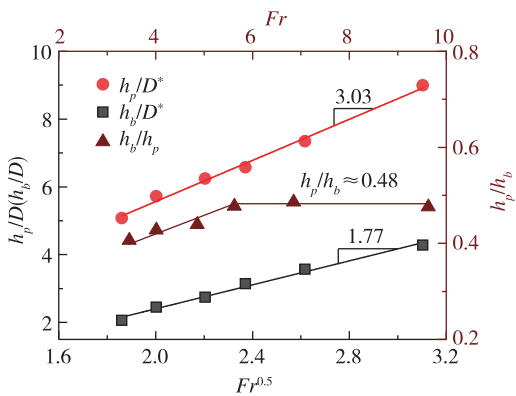 Fr
2 4 6 8 10
10
8
6
4
2
0.8
0.6
0.4
0.2
h_p/D*
h_b/D*
h_b/h_p
3.03
h_p/h_b≈0.48
1.77
h_p/D(h_b/D)
h_p/h_b
1.6 2.0 2.4 2.8 3.2
Fr^0.5